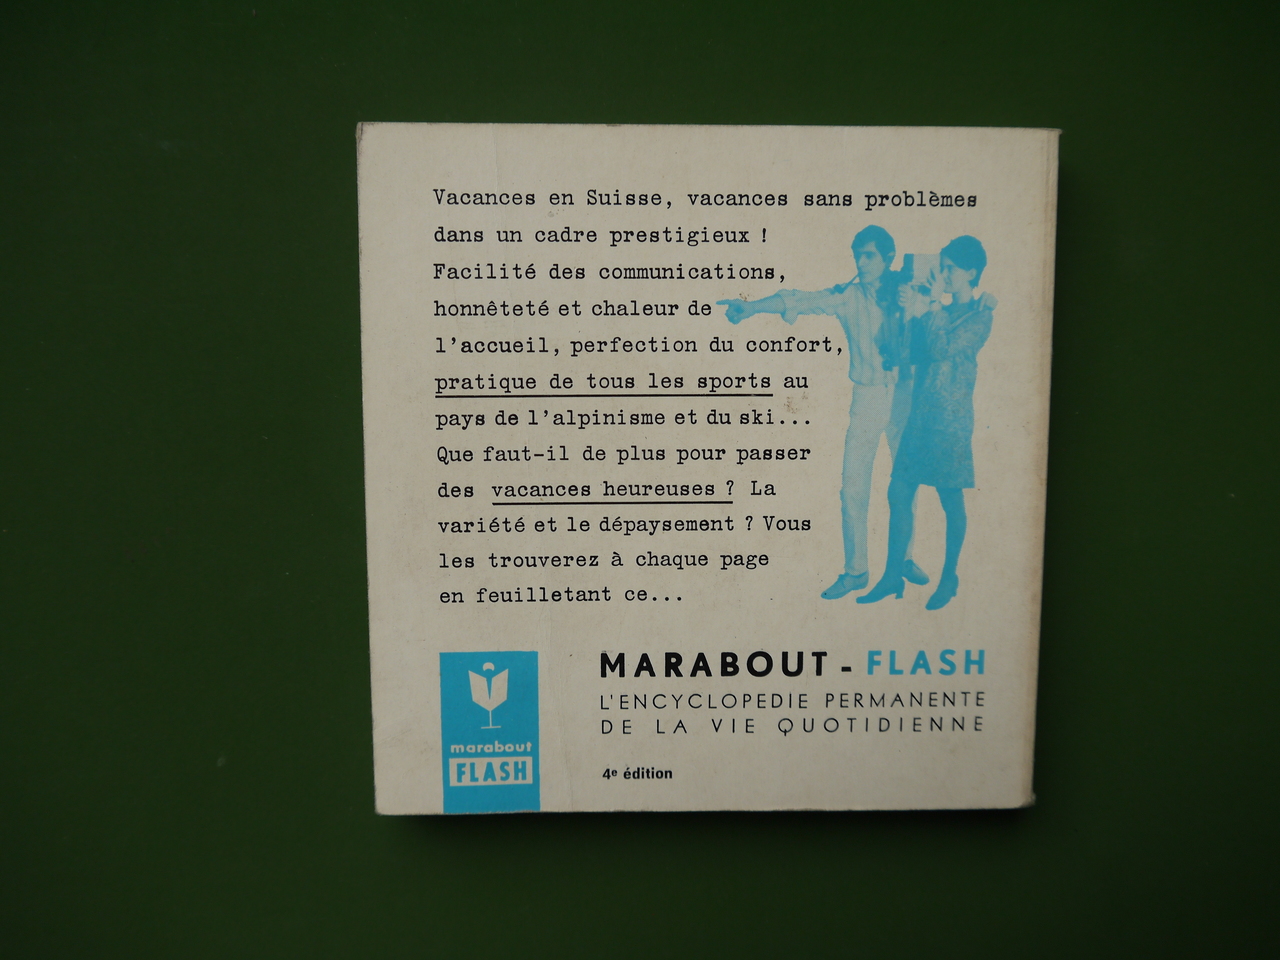 Vacances en Suisse, vacances sans problèmes
dans un cadre prestigieux !
Facilité des communications,
honnêteté et chaleur de
l'accueil, perfection du confort,
pratique de tous les sports au
pays de l'alpinisme et du ski...
Que faut-il de plus pour passer
des vacances heureuses ? La
variété et le dépaysement ? Vous
les trouverez à chaque page
en feuilletant ce...
MARABOUT - FLASH
L'ENCYCLOPEDIE PERMANENTE
DE LA VIE QUOTIDIENNE
marabout
FLASH
4e édition